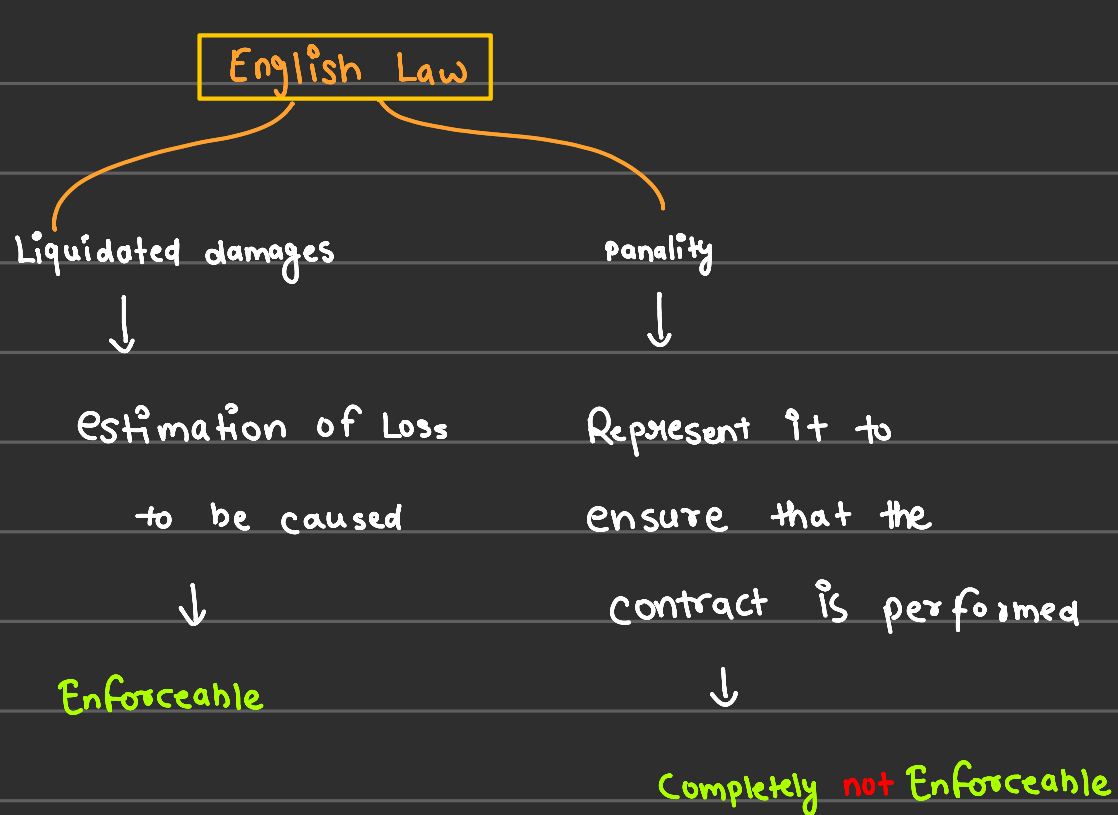 English Law
Liquidated damages
Panality
estimation of Loss
to be caused
Enforceable
Represent it to
ensure that the
contract is performed
Completely not Enforceable